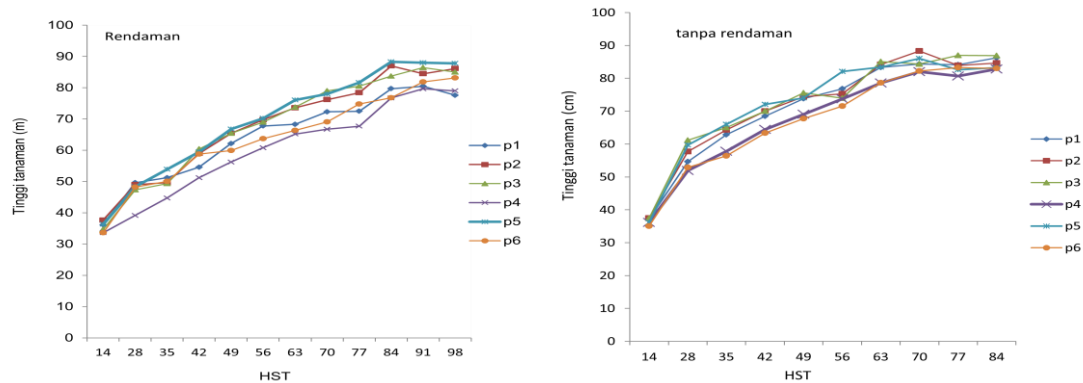 Rendaman
Tinggi tanaman (m)
100
90
80
70
60
50
40
30
20
10
0
14 28 35 42 49 56 63 70 77 84 91 98
HST
p1
p2
p3
p4
p5
p6
tanpa rendaman
Tinggi tanaman (cm)
100
90
80
70
60
50
40
30
20
10
0
14 28 35 42 49 56 63 70 77 84
HST
p1
p2
p3
p4
p5
p6